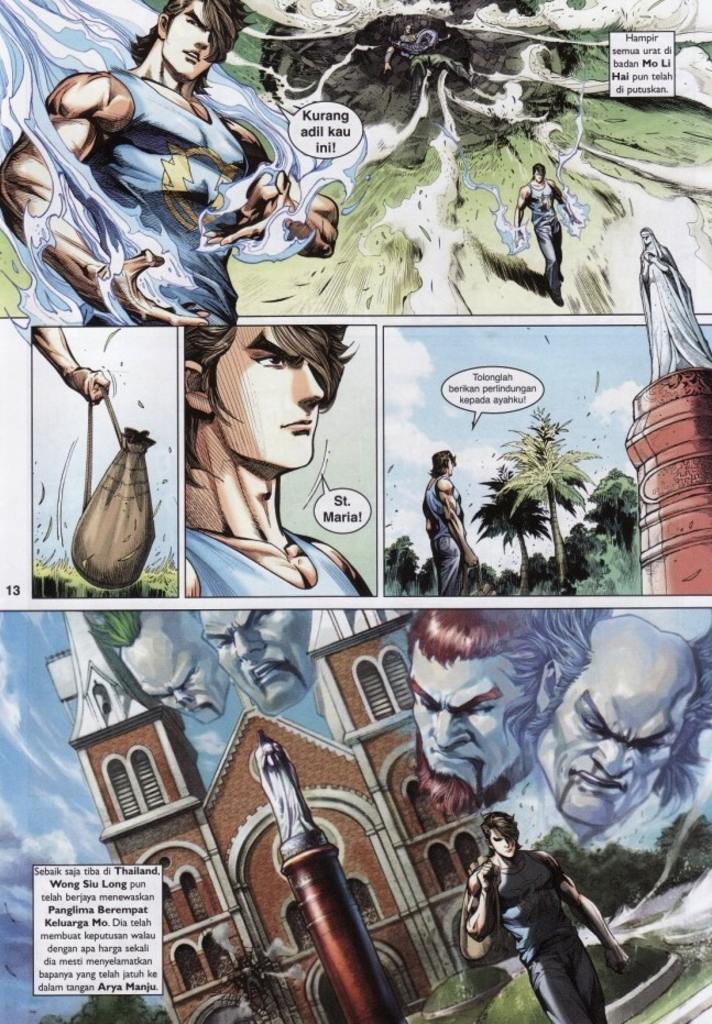 Hampir
semua urat di
badan Mo Li
Hai pun telah
di putuskan.
Kurang
adil kau
ini!
St.
Maria!
Tolonglah
berikan perlindungan
kepada ayahku!
13
Sebaik saja tiba di Thailand,
Wong Siu Long pun
telah berjaya menewaskan
Panglima Berempat
Keluarga Mo. Dia telah
membuat keputusan walau
dengan apa harga sekali
dia mesti menyelamatkan
bapanya yang telah jatuh ke
dalam tangan Arya Manju.